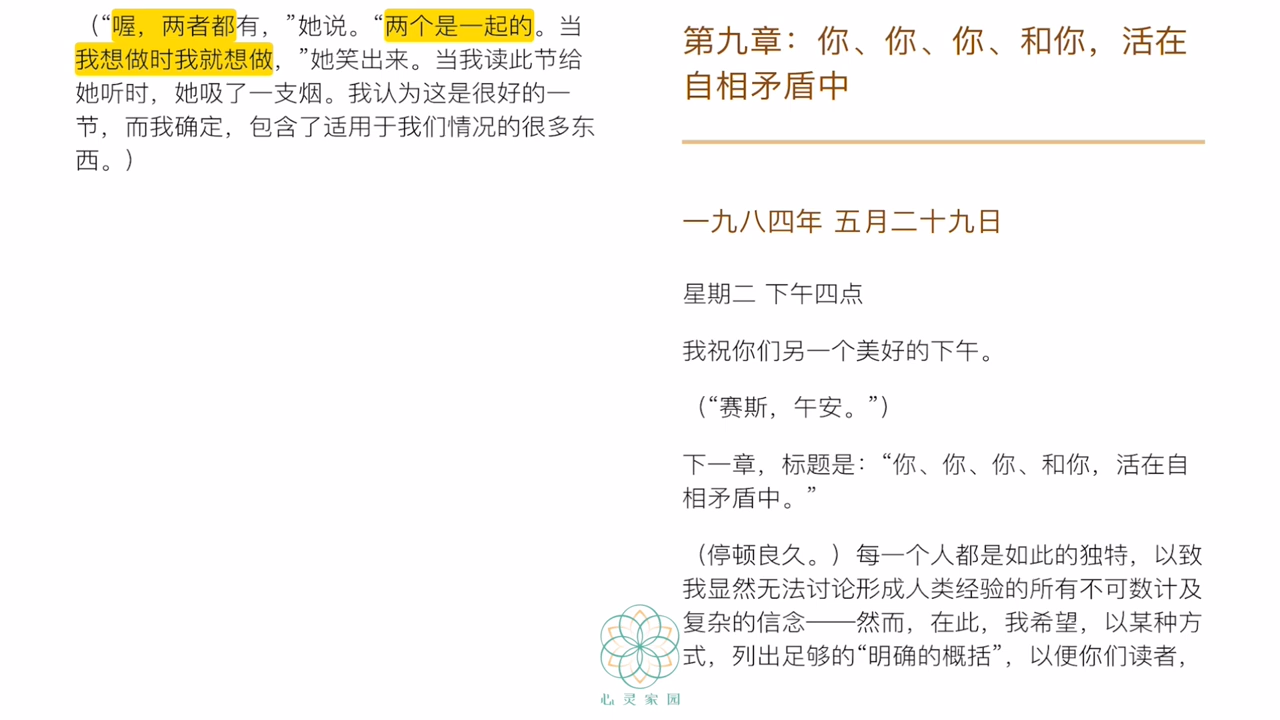 （“喔，两者都有，”她说。“两个是一起的。当
我想做时我就想做，”她笑出来。当我读此节给
她听时，她吸了一支烟。我认为这是很好的一
节，而我确定，包含了适用于我们情况的很多东
西。）
第九章：你、你、你、和你，活在
自相矛盾中
一九八四年 五月二十九日
星期二 下午四点
我祝你们另一个美好的下午。
（“赛斯，午安。”）
下一章，标题是：“你、你、你、和你，活在自
相矛盾中。”
（停顿良久。）每一个人都是如此的独特，以致
我显然无法讨论形成人类经验的所有不可数计及
复杂的信念——然而，在此，我希望，以某种方
式，列出足够的“明确的概括”，以便你们读者，
心灵家园